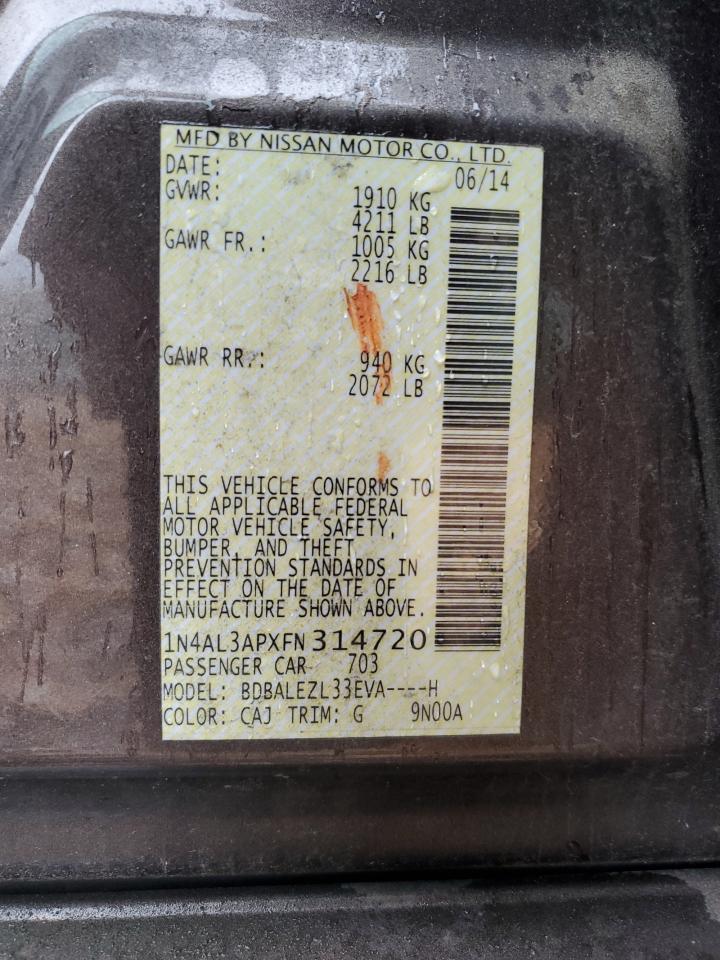 MFD BY NISSAN MOTOR CO., LTD.
DATE: 06/14
GVWR: 1910 KG
4211 LB
GAWR FR.: 1005 KG
2216 LB
GAWR RR.: 940 KG
2072 LB
THIS VEHICLE CONFORMS TO
ALL APPLICABLE FEDERAL
MOTOR VEHICLE SAFETY,
BUMPER, AND THEFT
PREVENTION STANDARDS IN
EFFECT ON THE DATE OF
MANUFACTURE SHOWN ABOVE.
1N4AL3APXFN314720
PASSENGER CAR 703
MODEL: BDBALEZL33EVA----H
COLOR: CAJ TRIM: G 9N00A